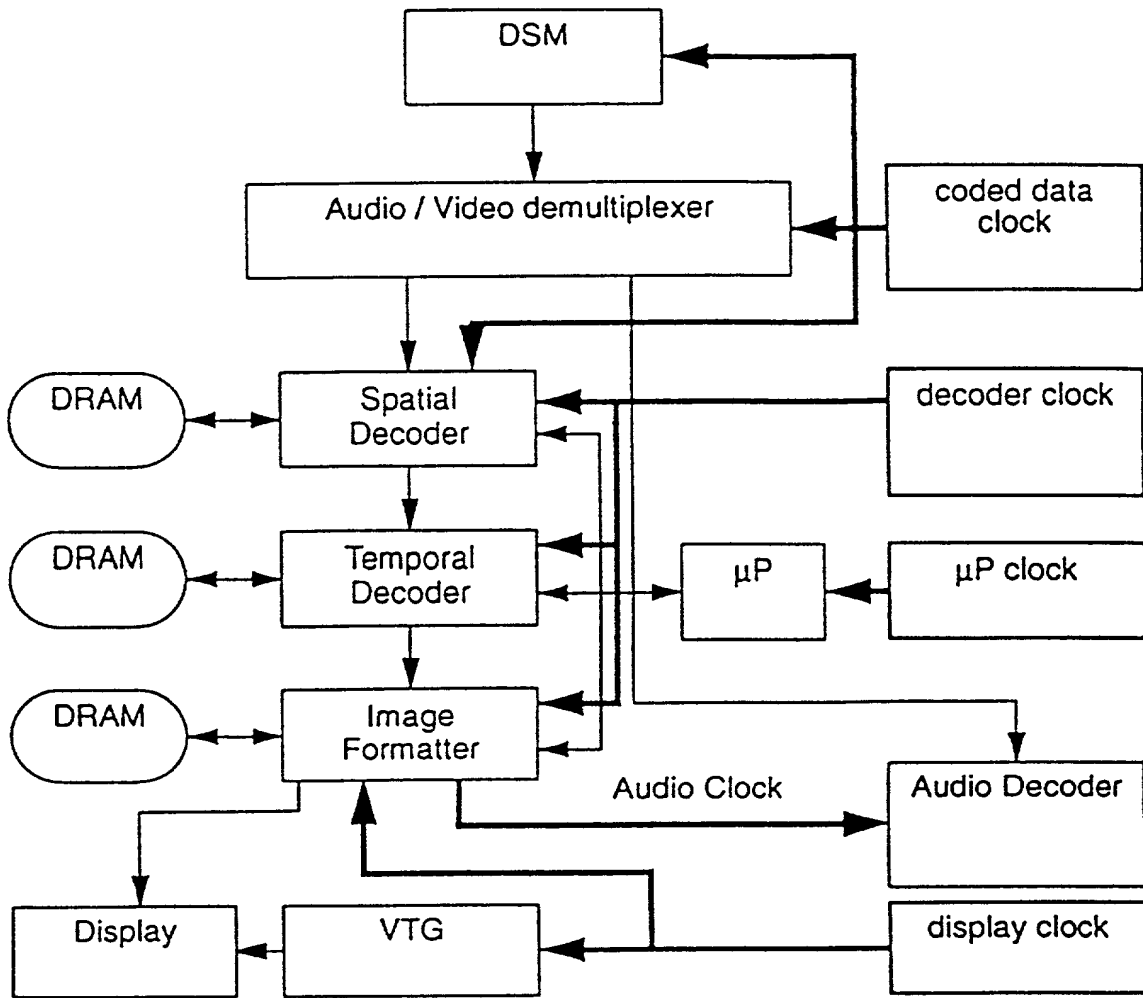 DSM
Audio / Video demultiplexer
coded data
clock
DRAM
Spatial
Decoder
decoder clock
DRAM
Temporal
Decoder
µP
µP clock
DRAM
Image
Formatter
Audio Clock
Audio Decoder
Display
VTG
display clock